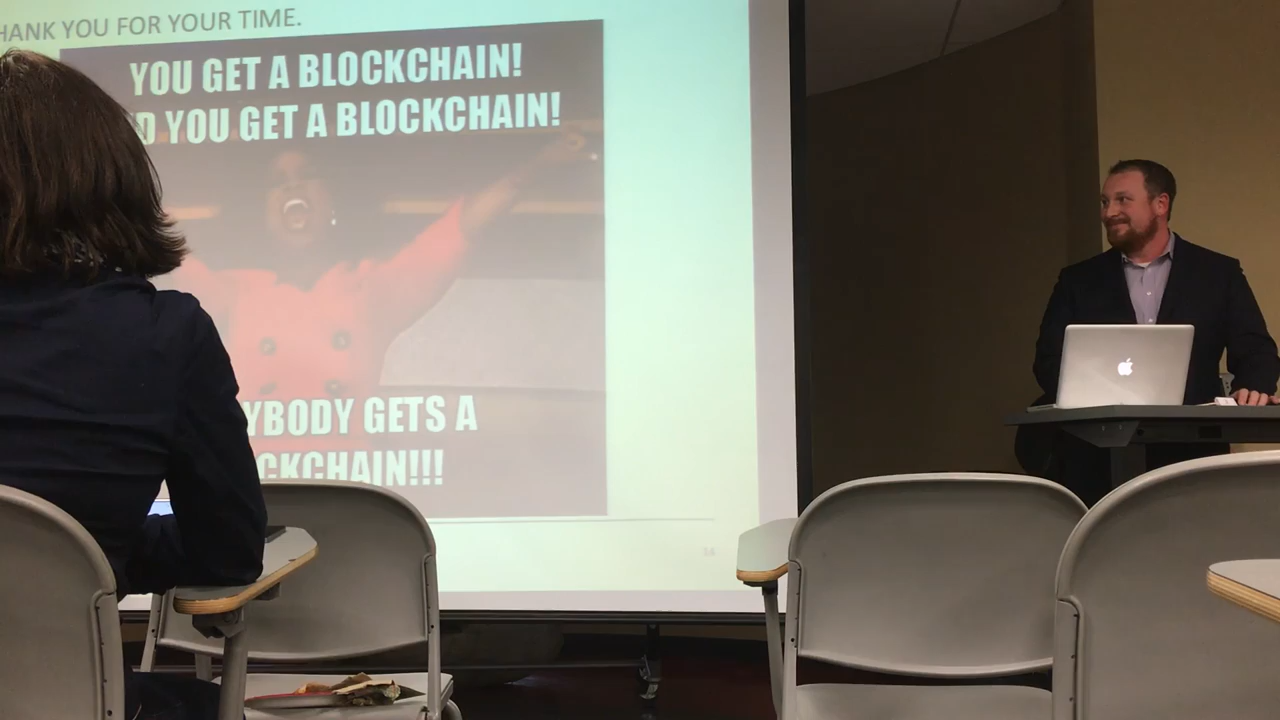 HANK YOU FOR YOUR TIME.
YOU GET A BLOCKCHAIN!
D YOU GET A BLOCKCHAIN!
YBODY GETS A
CKCHAIN!!!